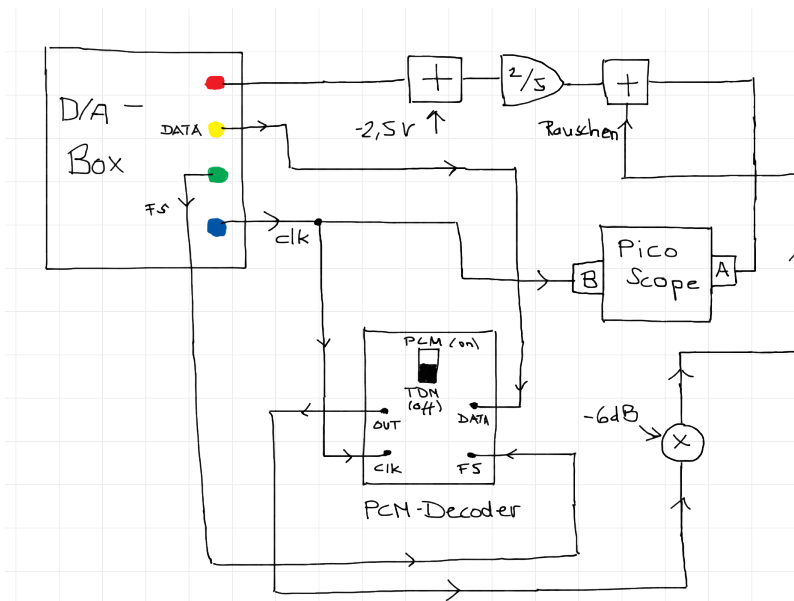 D/A -
Box
DATA
FS
clk
+
-2,5V
2/5
+
Rauschen
Pico
Scope
B
A
PCM (on)
TDM
(off)
OUT
DATA
clk
FS
PCM-Decoder
-6dB
X